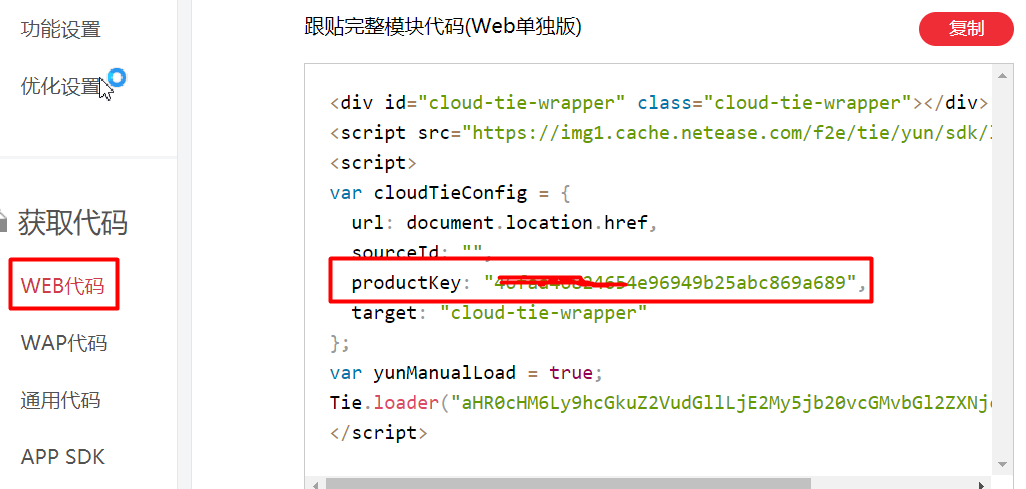 功能设置
优化设置
获取代码
WEB代码
WAP代码
通用代码
APP SDK
跟贴完整模块代码(Web单独版)
复制
<div id="cloud-tie-wrapper" class="cloud-tie-wrapper"></div>
<script src="https://img1.cache.netease.com/f2e/tie/yun/sdk/
<script>
var cloudTieConfig = {
url: document.location.href,
sourceId: "",
productKey: "4e96949b25abc869a689",
target: "cloud-tie-wrapper"
};
var yunManualLoad = true;
Tie.loader("aHR0cHM6Ly9hcGkuZ2VudGllLjE2My5jb20vcGMvbGl2ZXNj
</script>